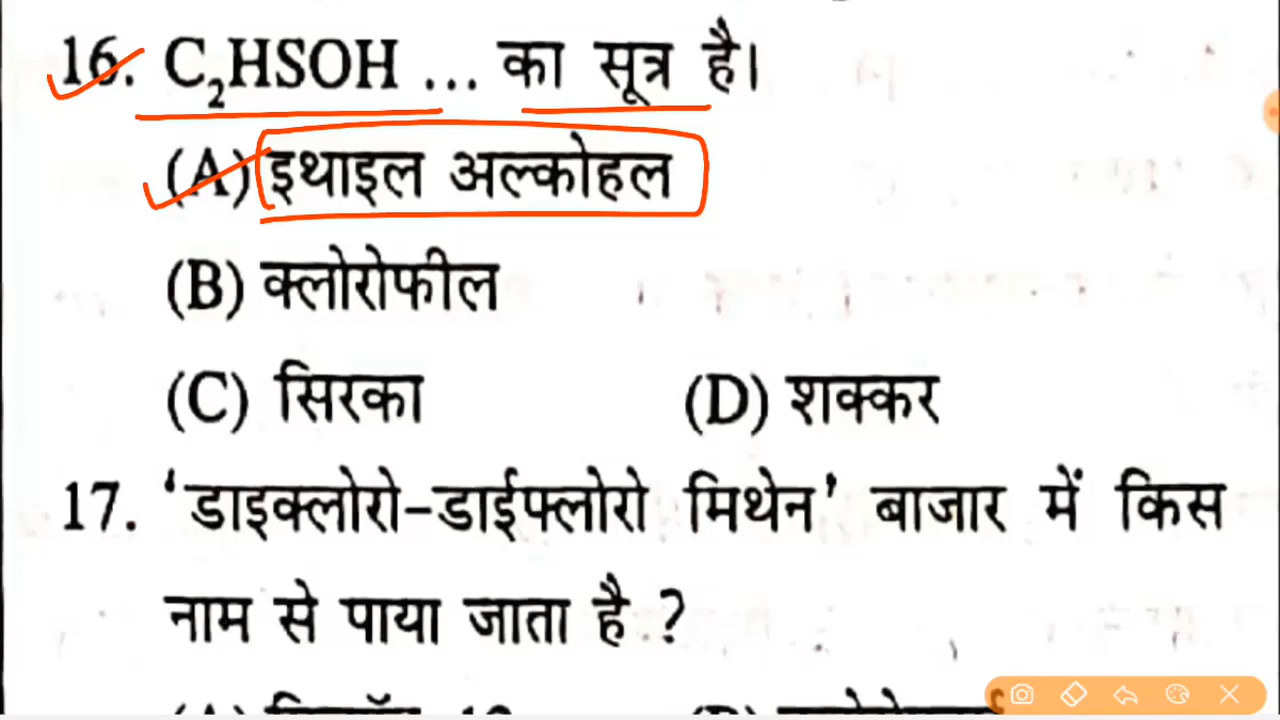 16. C₂HSOH ... का सूत्र है।
(A) इथाइल अल्कोहल
(B) क्लोरोफील
(C) सिरका (D) शक्कर
17. ‘डाइक्लोरो-डाईफ्लोरो मिथेन’ बाजार में किस
नाम से पाया जाता है ?